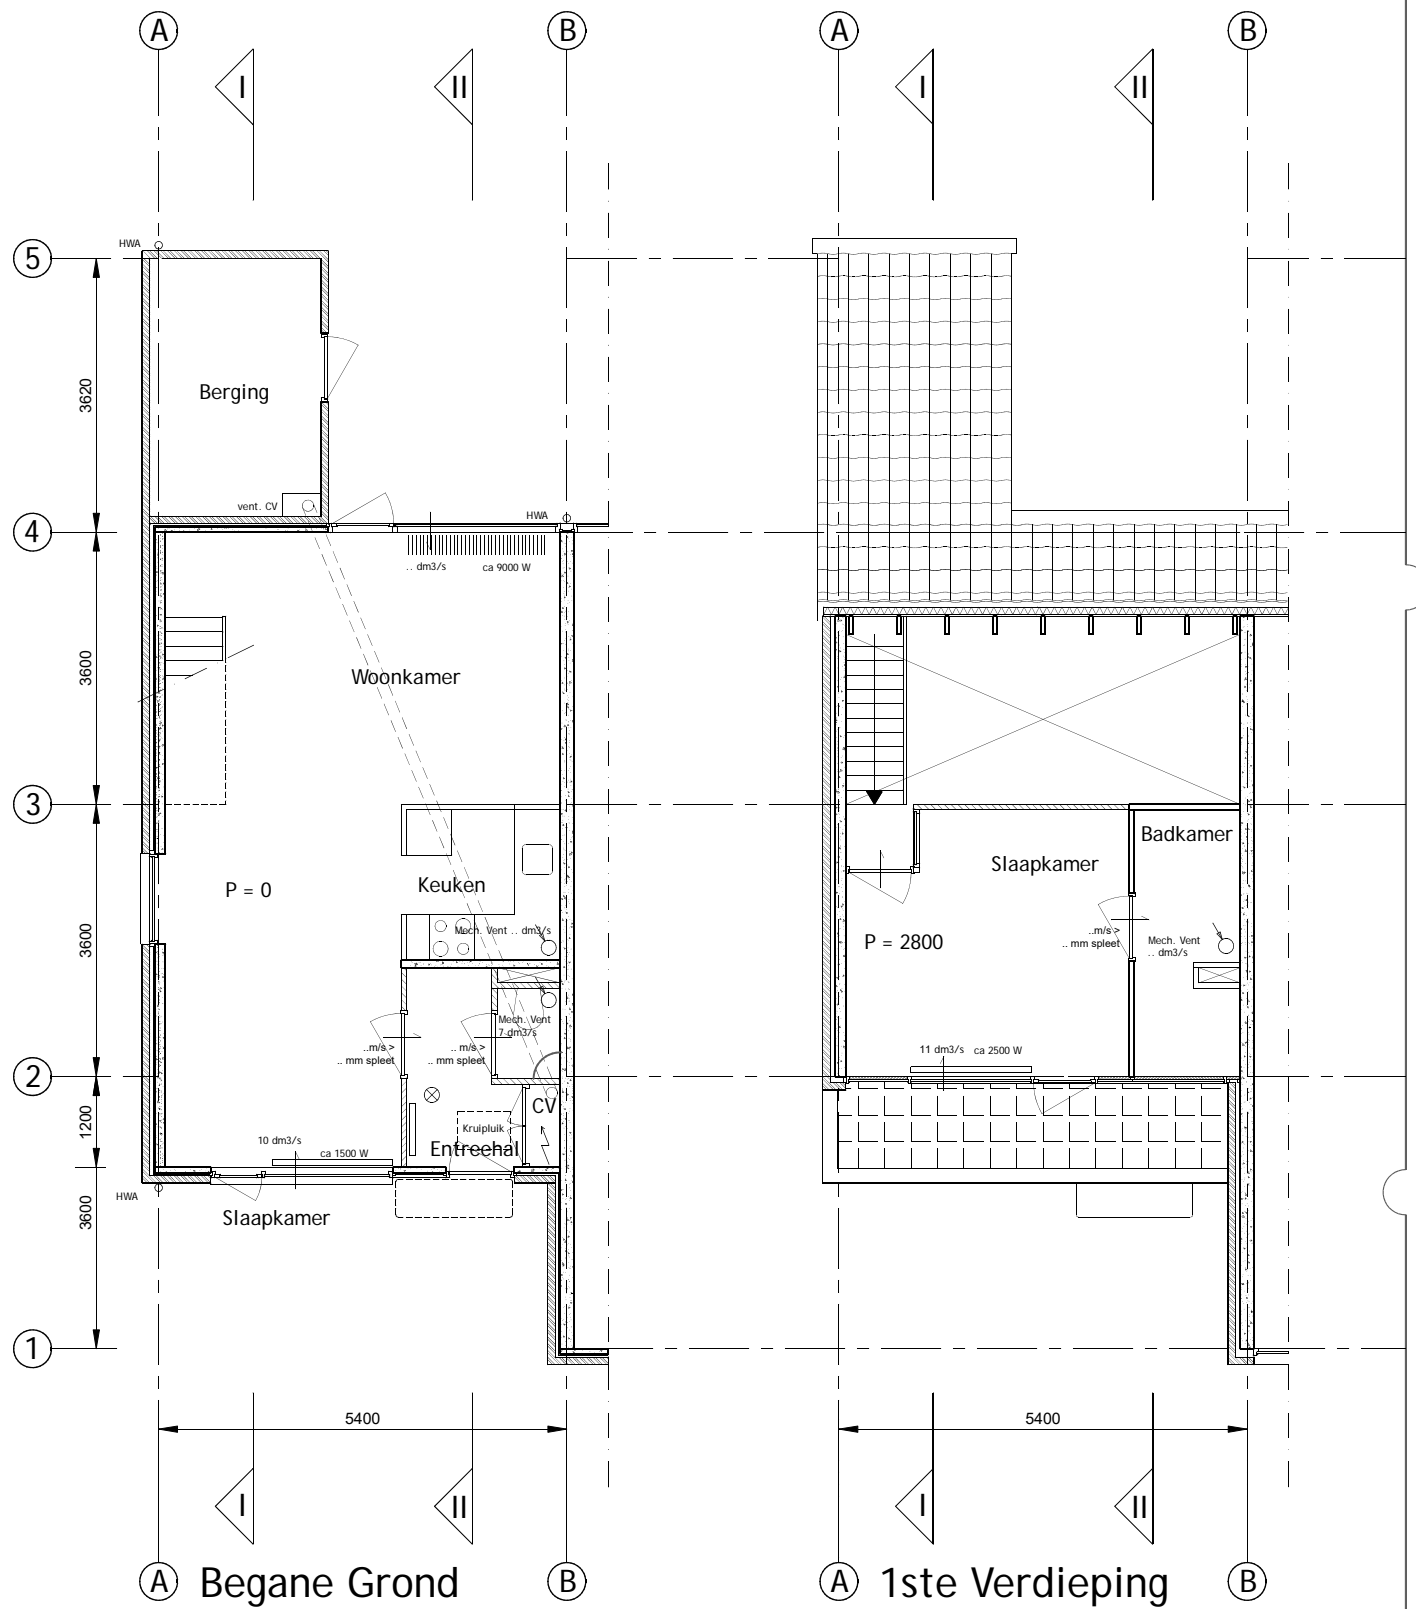 A
B
A
B
I
II
I
II
HWA
5
Berging
3620
vent. CV
HWA
4
.. dm3/s
ca 9000 W
3600
Woonkamer
3
Badkamer
Slaapkamer
Keuken
P = 0
3600
Mech. Vent .. dm3/s
P = 2800
..m/s >
.. mm spleet
Mech. Vent
.. dm3/s
Mech. Vent
7 dm3/s
..m/s >
.. mm spleet
.. m/s >
.. mm spleet
11 dm3/s
ca 2500 W
2
1200
CV
Kruipluik
Entreehal
10 dm3/s
ca 1500 W
HWA
3600
Slaapkamer
1
5400
5400
I
II
I
II
A
Begane Grond
B
A
1ste Verdieping
B